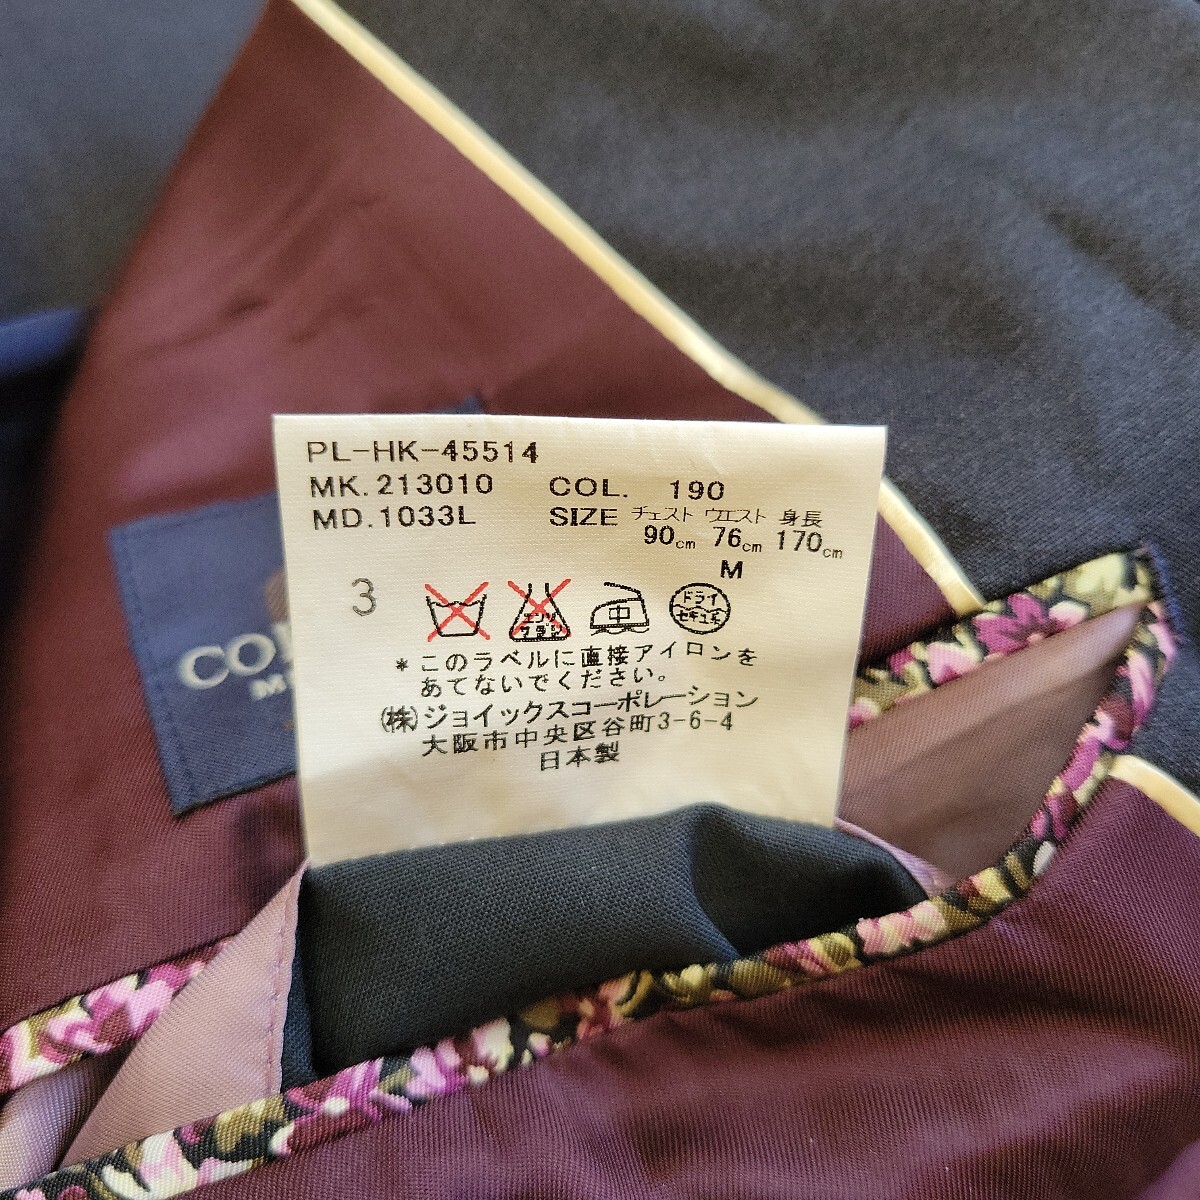 PL-HK-45514
MK.213010 COL. 190
MD.1033L SIZE チェスト ウエスト 身長
90cm 76cm 170cm
M
3
エンソ
サラシ
中
ドライ
セキユ系
*このラベルに直接アイロンを
あてないでください。
(株)ジョイックスコーポレーション
大阪市中央区谷町3-6-4
日本製